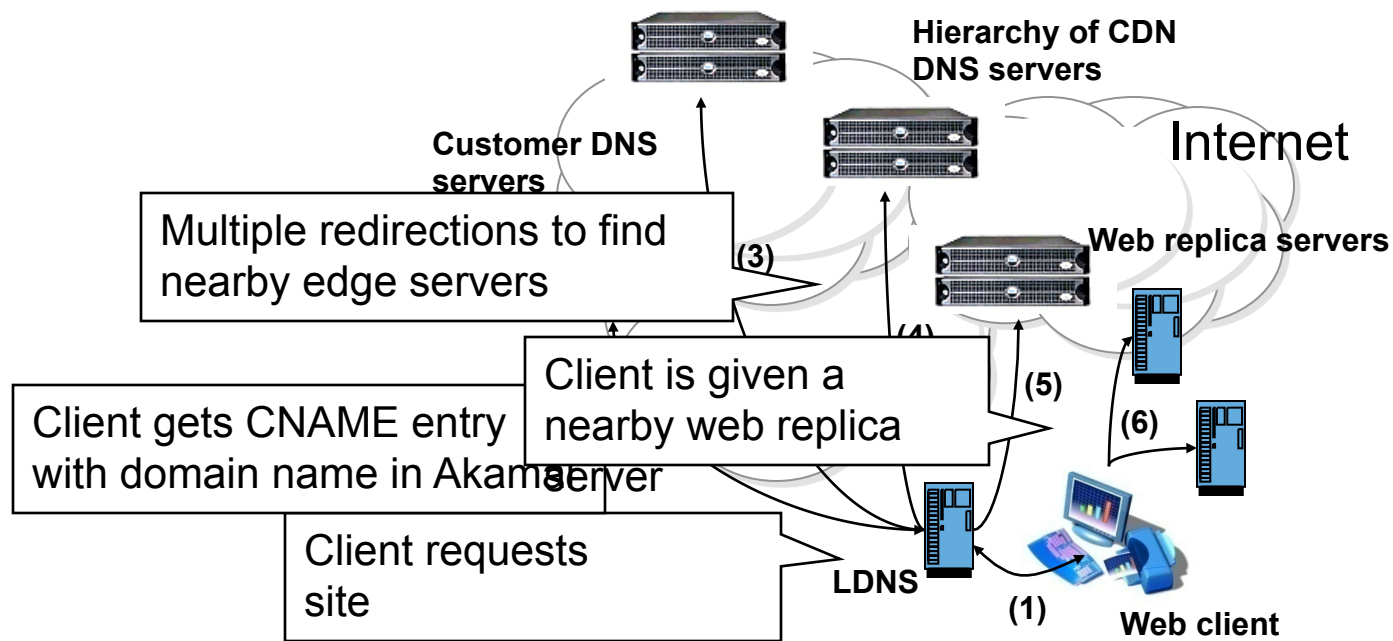 Hierarchy of CDN
DNS servers
Internet
Customer DNS
servers
Multiple redirections to find
nearby edge servers
(3)
Web replica servers
(4)
Client is given a
nearby web replica
server
(5)
(6)
Client gets CNAME entry
with domain name in Akamai
Client requests
site
LDNS
(1)
Web client